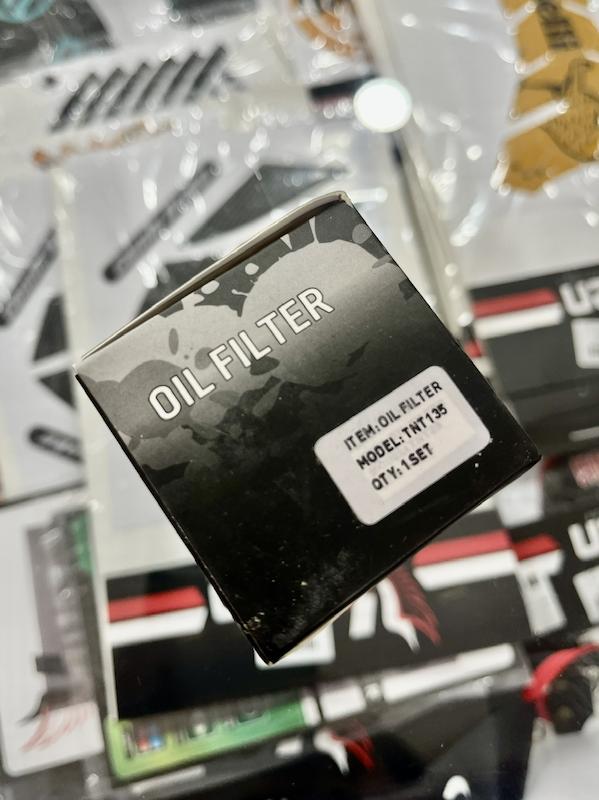 OIL FILTER
ITEM:OIL FILTER
MODEL:TNT135
QTY:1SET